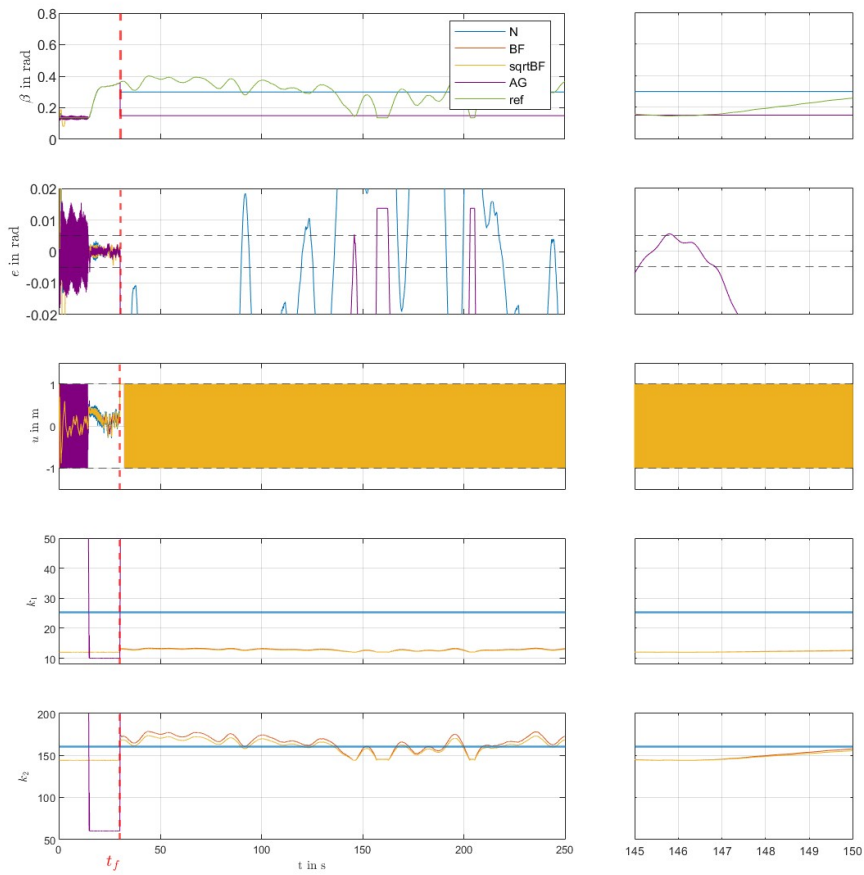 0.8
0.6
0.4
0.2
0
β in rad
N
BF
sqrtBF
AG
ref
0.02
0.01
0
-0.01
-0.02
e in rad
1
0
-1
u in m
50
40
30
20
10
k1
200
150
100
50
k2
0 50 100 150 200 250
145 146 147 148 149 150
tf
t in s